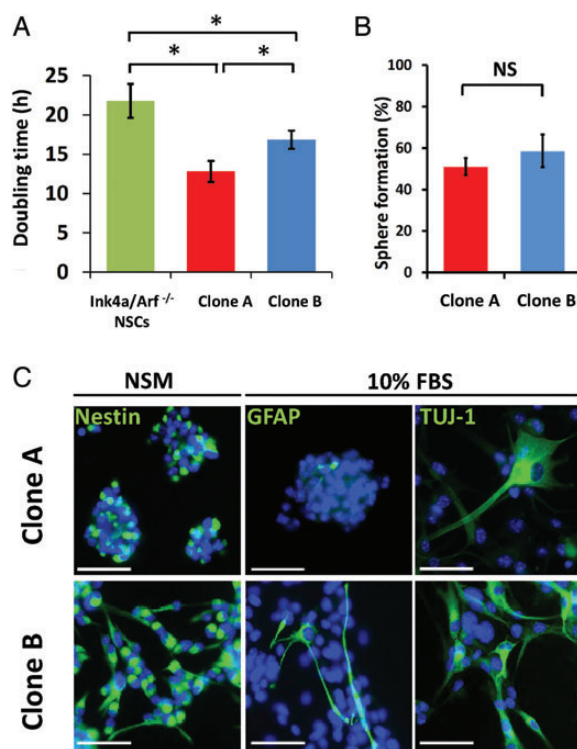 A
B
*
*
*
Doubling time (h)
25
20
15
10
5
0
Ink4a/Arf -/-
NSCs
Clone A
Clone B
NS
Sphere formation (%)
100
80
60
40
20
0
Clone A
Clone B
C
NSM
10% FBS
Nestin
GFAP
TUJ-1
Clone A
Clone B